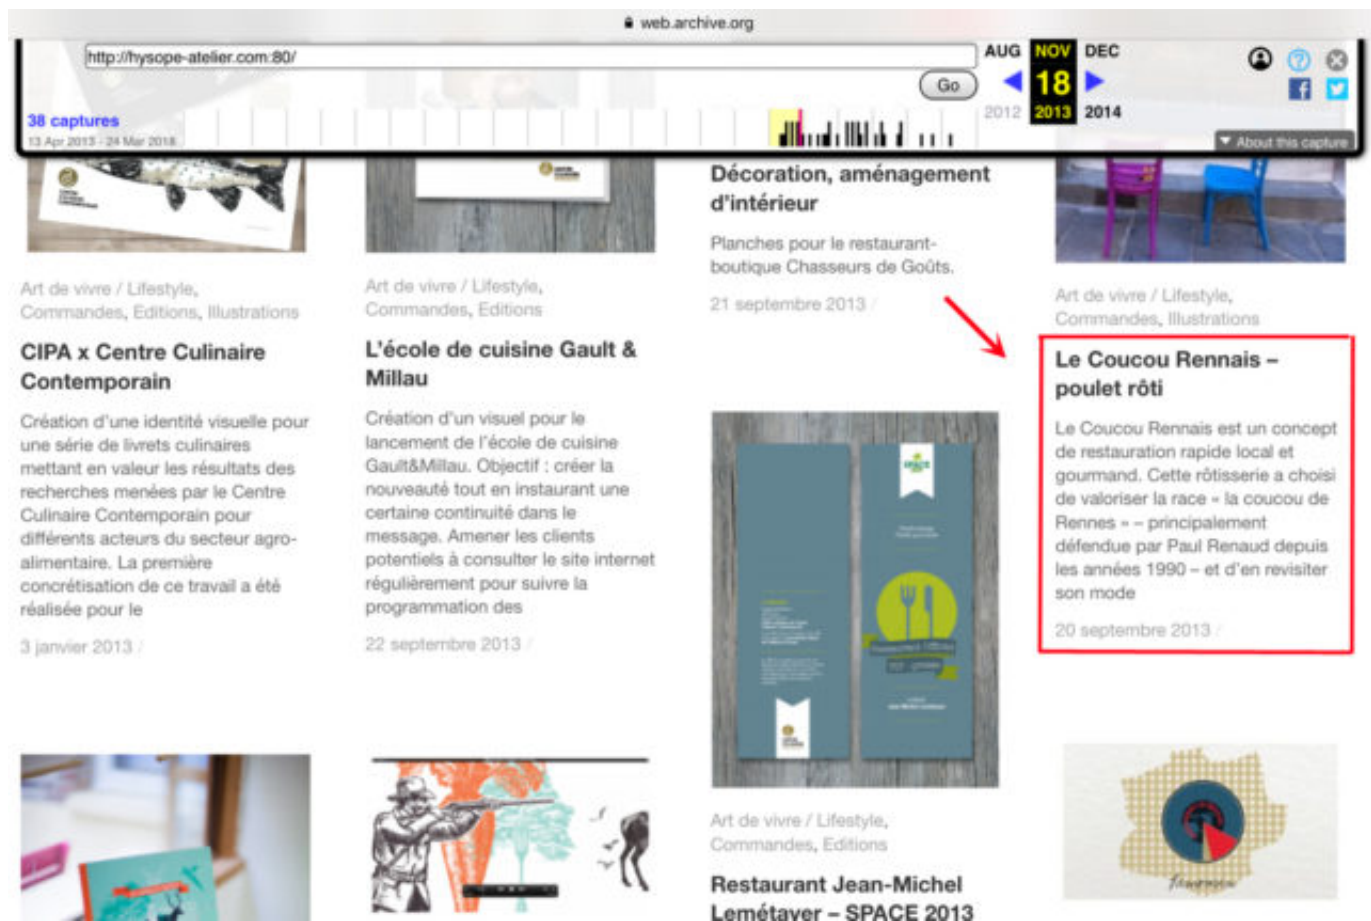 web.archive.org
http://hysope-atelier.com:80/
Go
AUG NOV DEC
18
2012 2013 2014
38 captures
13 Apr 2013 - 24 Mar 2018
About this capture
Art de vivre / Lifestyle,
Commandes, Editions, Illustrations
CIPA x Centre Culinaire
Contemporain
Création d'une identité visuelle pour
une série de livrets culinaires
mettant en valeur les résultats des
recherches menées par le Centre
Culinaire Contemporain pour
différents acteurs du secteur agro-
alimentaire. La première
concrétisation de ce travail a été
réalisée pour le
3 janvier 2013 /
Art de vivre / Lifestyle,
Commandes, Editions
L'école de cuisine Gault &
Millau
Création d'un visuel pour le
lancement de l'école de cuisine
Gault&Millau. Objectif : créer la
nouveauté tout en instaurant une
certaine continuité dans le
message. Amener les clients
potentiels à consulter le site internet
régulièrement pour suivre la
programmation des
22 septembre 2013 /
Décoration, aménagement
d'intérieur
Planches pour le restaurant-
boutique Chasseurs de Goûts.
21 septembre 2013 /
SPACE
Art de vivre / Lifestyle,
Commandes, Editions
Restaurant Jean-Michel
Lemétayer – SPACE 2013
Art de vivre / Lifestyle,
Commandes, Illustrations
Le Coucou Rennais –
poulet rôti
Le Coucou Rennais est un concept
de restauration rapide local et
gourmand. Cette rôtisserie a choisi
de valoriser la race « la coucou de
Rennes » – principalement
défendue par Paul Renaud depuis
les années 1990 – et d'en revisiter
son mode
20 septembre 2013 /